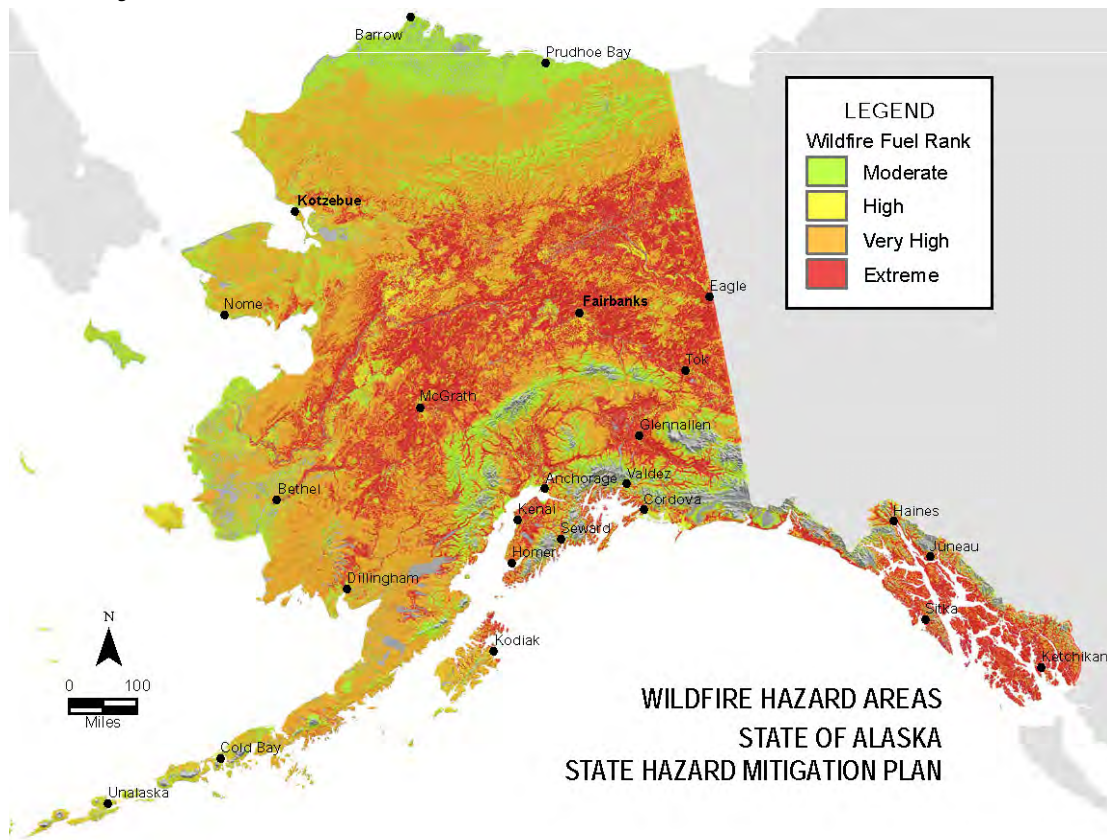 Barrow
Prudhoe Bay
LEGEND
Wildfire Fuel Rank
Moderate
High
Very High
Extreme
Kotzebue
Nome
Eagle
Fairbanks
Tok
McGrath
Glennallen
Bethel
Anchorage
Valdez
Cordova
Kenai
Seward
Homer
Haines
Juneau
Dillingham
Sitka
Kodiak
Ketchikan
N
0 100
Miles
WILDFIRE HAZARD AREAS
STATE OF ALASKA
STATE HAZARD MITIGATION PLAN
Cold Bay
Unalaska